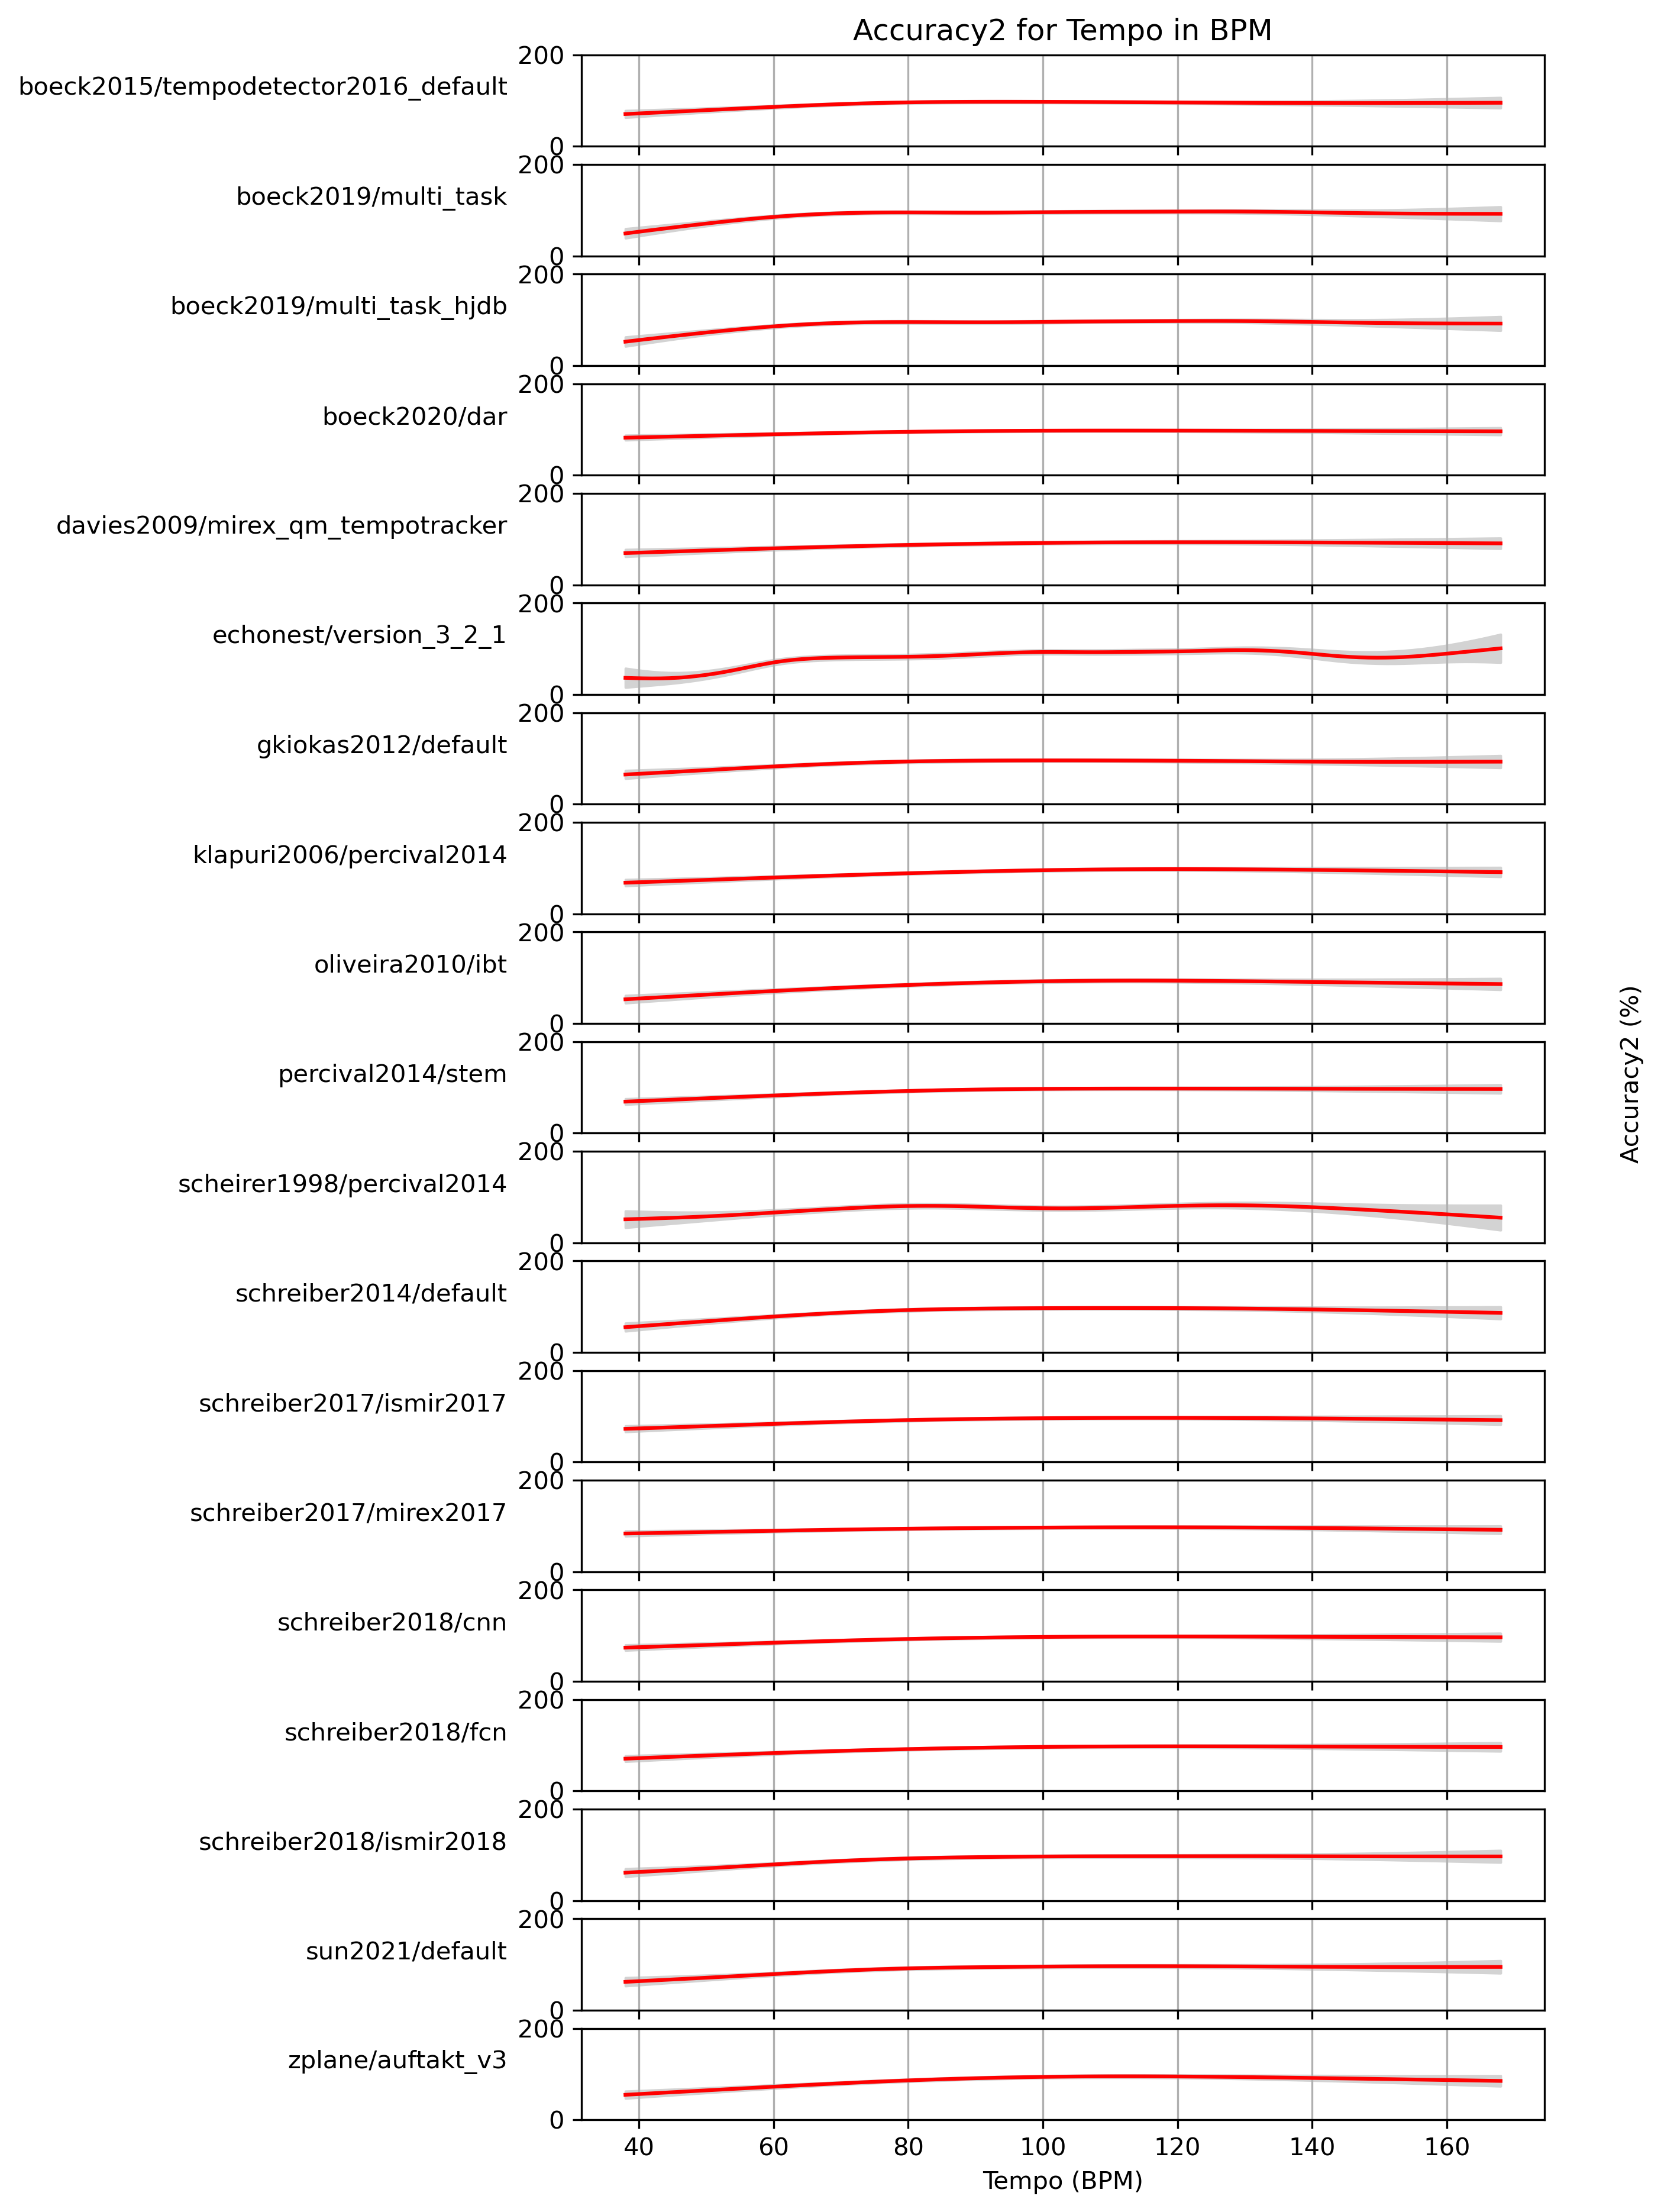 Accuracy2 for Tempo in BPM
200
boeck2015/tempodetector2016_default
0
200
boeck2019/multi_task
0
200
boeck2019/multi_task_hjdb
0
200
boeck2020/dar
0
200
davies2009/mirex_qm_tempotracker
0
200
echonest/version_3_2_1
0
200
gkiokas2012/default
0
200
klapuri2006/percival2014
0
200
oliveira2010/ibt
0
200
percival2014/stem
0
200
scheirer1998/percival2014
0
200
schreiber2014/default
0
200
schreiber2017/ismir2017
0
200
schreiber2017/mirex2017
0
200
schreiber2018/cnn
0
200
schreiber2018/fcn
0
200
schreiber2018/ismir2018
0
200
sun2021/default
0
200
zplane/auftakt_v3
0
40 60 80 100 120 140 160
Tempo (BPM)
Accuracy2 (%)